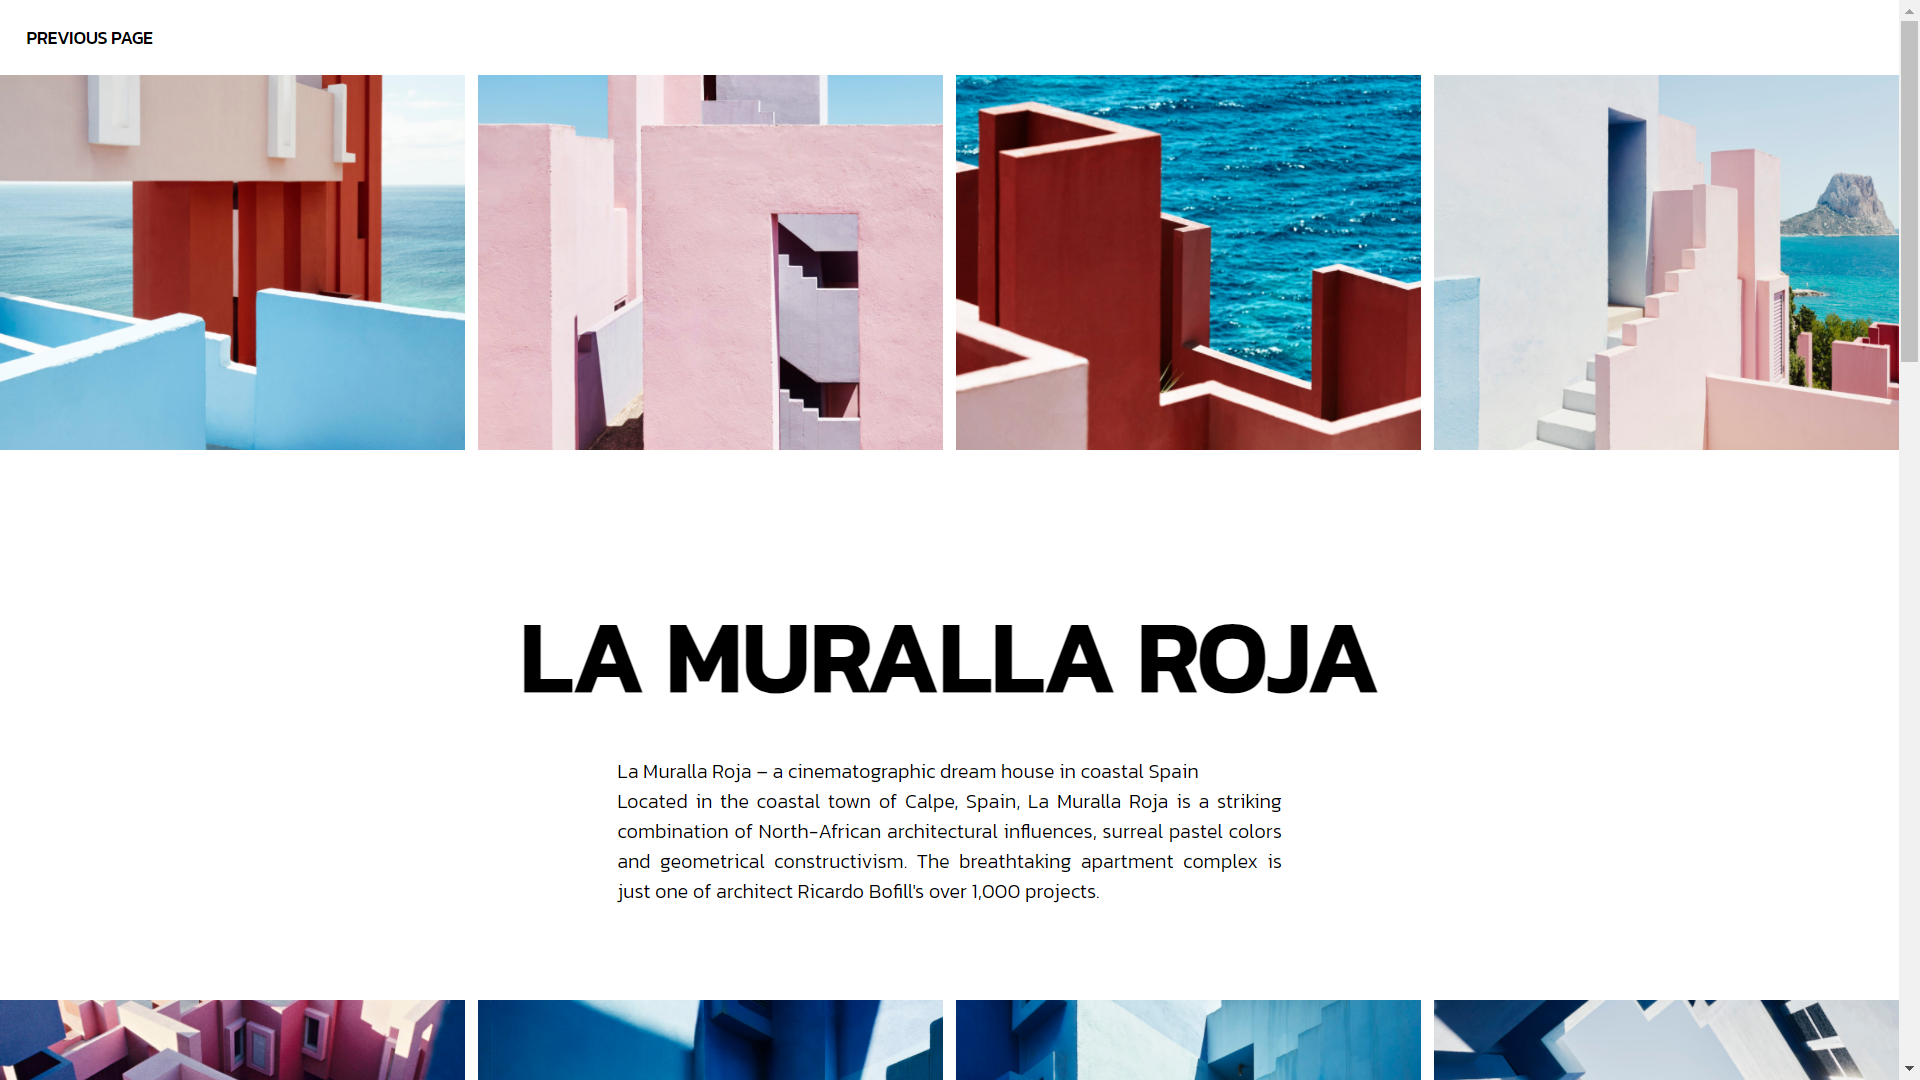 PREVIOUS PAGE
LA MURALLA ROJA
La Muralla Roja – a cinematographic dream house in coastal Spain
Located in the coastal town of Calpe, Spain, La Muralla Roja is a striking
combination of North-African architectural influences, surreal pastel colors
and geometrical constructivism. The breathtaking apartment complex is
just one of architect Ricardo Bofill's over 1,000 projects.